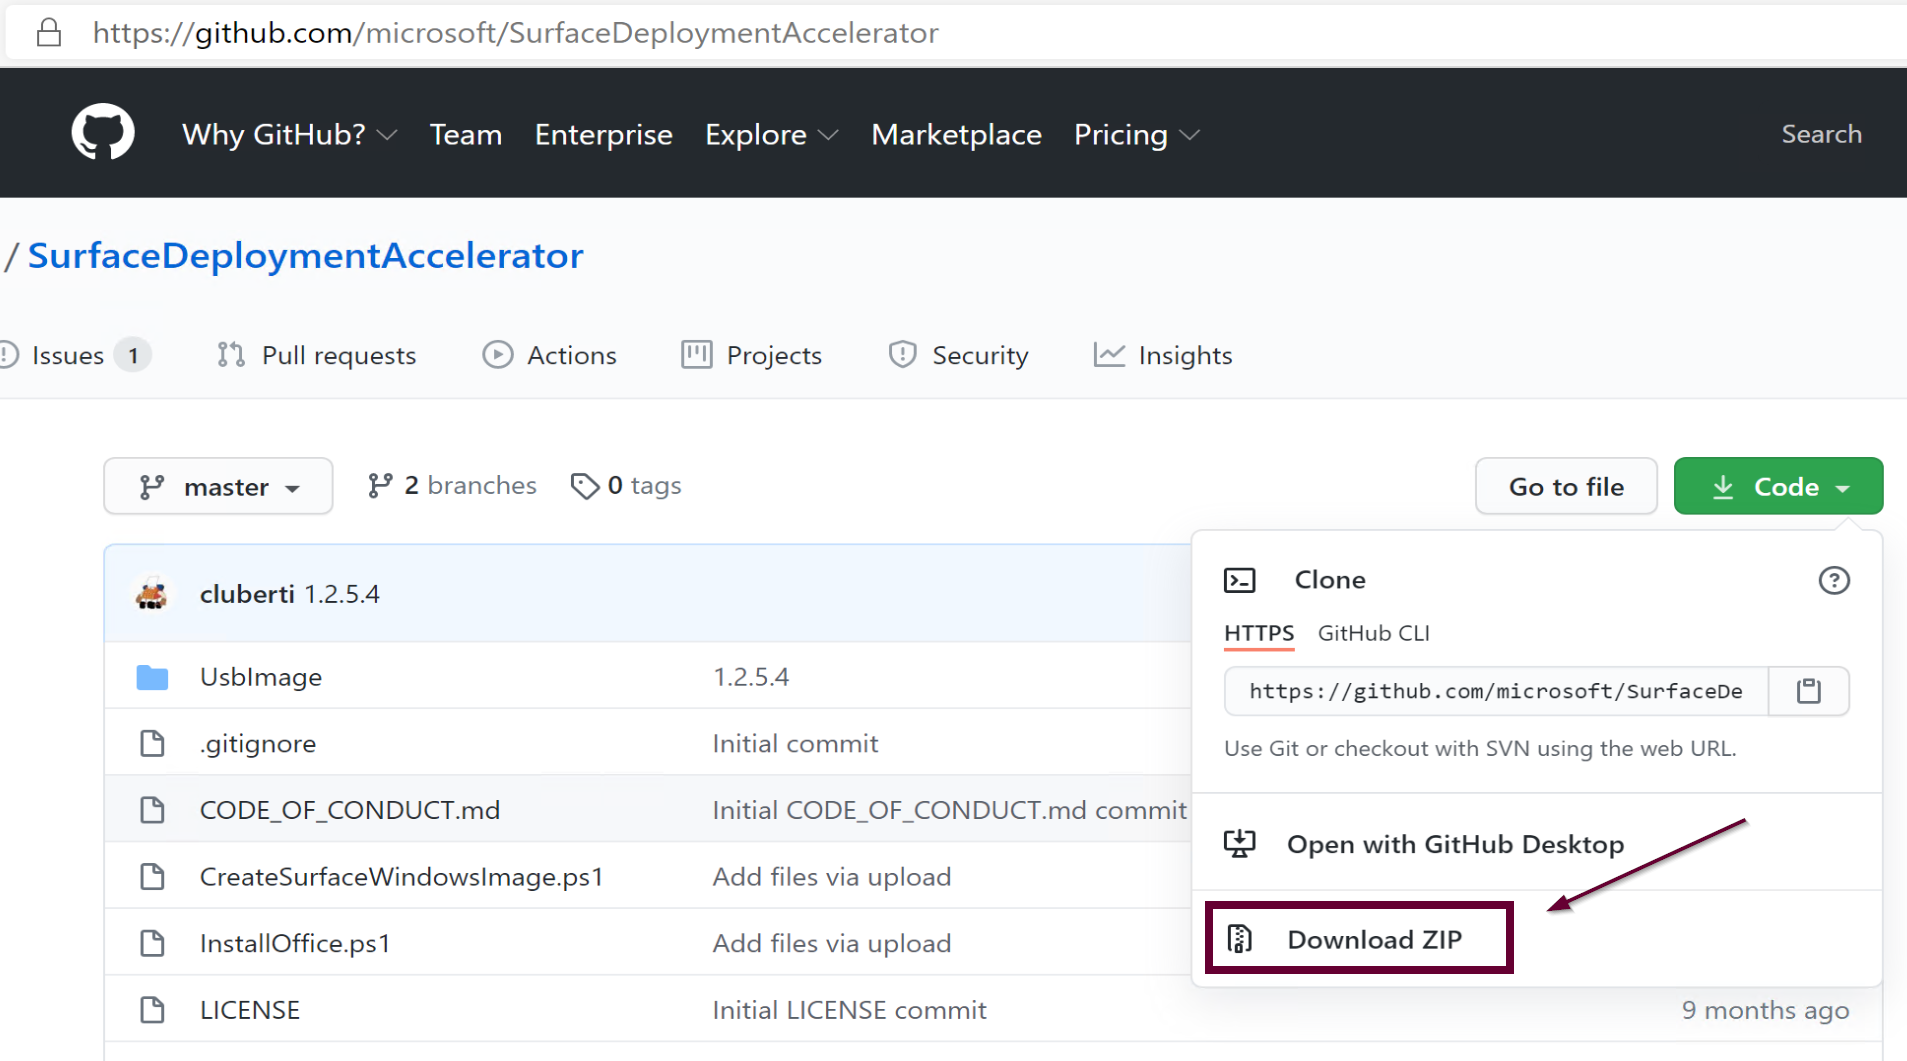 https://github.com/microsoft/SurfaceDeploymentAccelerator
Why GitHub? Team Enterprise Explore Marketplace Pricing Search
/ SurfaceDeploymentAccelerator
Issues 1 Pull requests Actions Projects Security Insights
master 2 branches 0 tags Go to file Code
cluberti 1.2.5.4
UsbImage 1.2.5.4
.gitignore Initial commit
CODE_OF_CONDUCT.md Initial CODE_OF_CONDUCT.md commit
CreateSurfaceWindowsImage.ps1 Add files via upload
InstallOffice.ps1 Add files via upload
LICENSE Initial LICENSE commit 9 months ago
Clone
HTTPS GitHub CLI
https://github.com/microsoft/SurfaceDe
Use Git or checkout with SVN using the web URL.
Open with GitHub Desktop
Download ZIP